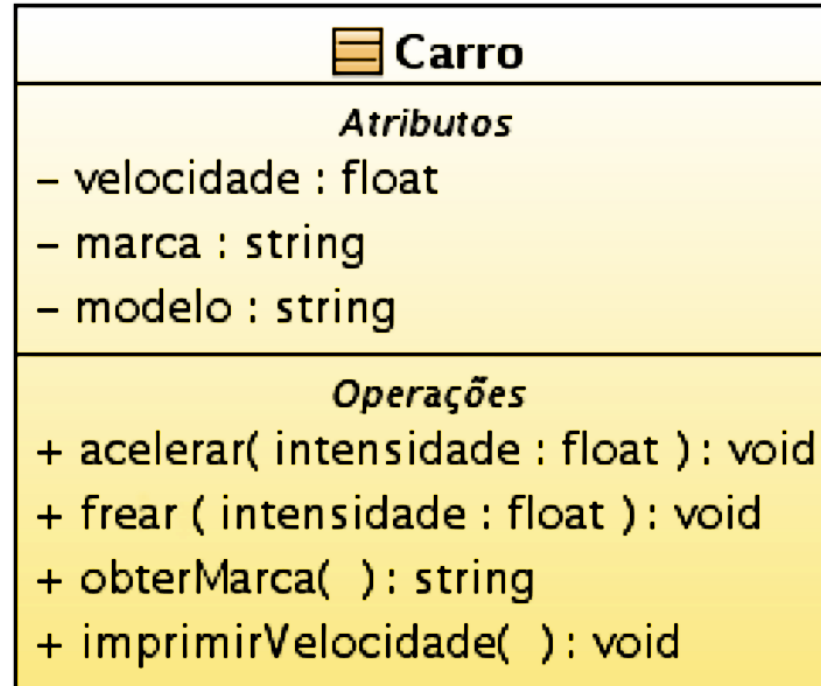 Carro
Atributos
– velocidade : float
– marca : string
– modelo : string
Operações
+ acelerar( intensidade : float ) : void
+ frear ( intensidade : float ) : void
+ obterMarca( ) : string
+ imprimirVelocidade( ) : void